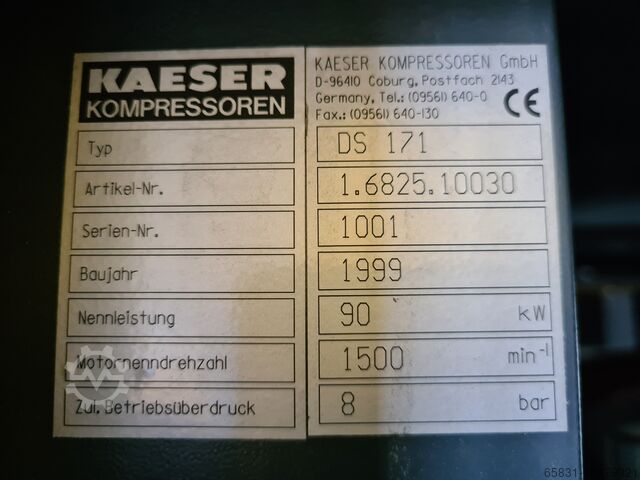 KAESER
KOMPRESSOREN
KAESER KOMPRESSOREN GmbH
D-96410 Coburg, Postfach 2143
Germany, Tel.: (09561) 640-0
Fax.: (09561) 640-130
CE
Typ DS 171
Artikel-Nr. 1.6825.10030
Serien-Nr. 1001
Baujahr 1999
Nennleistung 90 kW
Motornenndrehzahl 1500 min-1
Zul. Betriebsüberdruck 8 bar